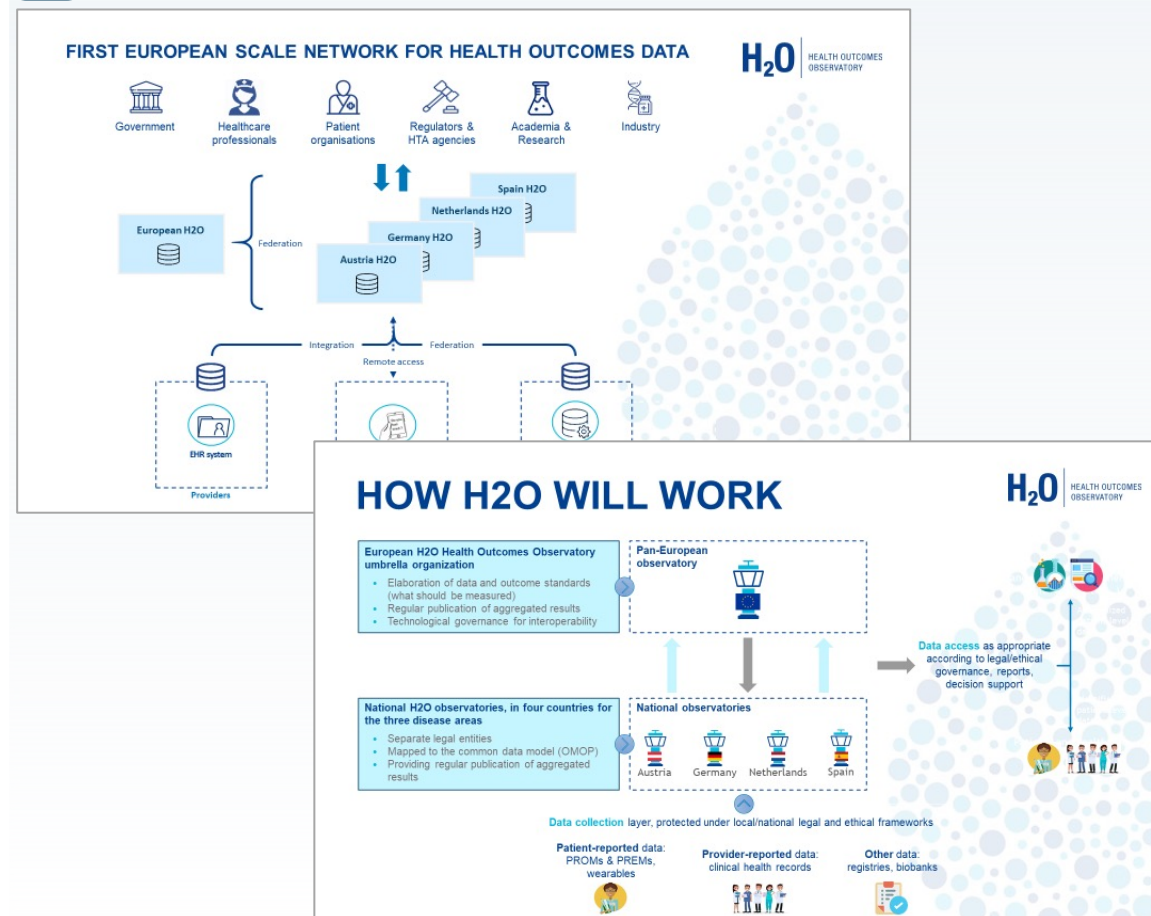 FIRST EUROPEAN SCALE NETWORK FOR HEALTH OUTCOMES DATA
H2O
HEALTH OUTCOMES
OBSERVATORY
Government
Healthcare
professionals
Patient
organisations
Regulators &
HTA agencies
Academia &
Research
Industry
Spain H2O
Netherlands H2O
Germany H2O
Austria H2O
European H2O
Federation
Integration
Federation
Remote access
EHR system
Providers
HOW H2O WILL WORK
H2O
HEALTH OUTCOMES
OBSERVATORY
European H2O Health Outcomes Observatory
umbrella organization
• Elaboration of data and outcome standards
(what should be measured)
• Regular publication of aggregated results
• Technological governance for interoperability
Pan-European
observatory
Data access as appropriate
according to legal/ethical
governance, reports,
decision support
National H2O observatories, in four countries for
the three disease areas
• Separate legal entities
• Mapped to the common data model (OMOP)
• Providing regular publication of aggregated
results
National observatories
Austria
Germany
Netherlands
Spain
Data collection layer, protected under local/national legal and ethical frameworks
Patient-reported data:
PROMs & PREMs,
wearables
Provider-reported data:
clinical health records
Other data:
registries, biobanks